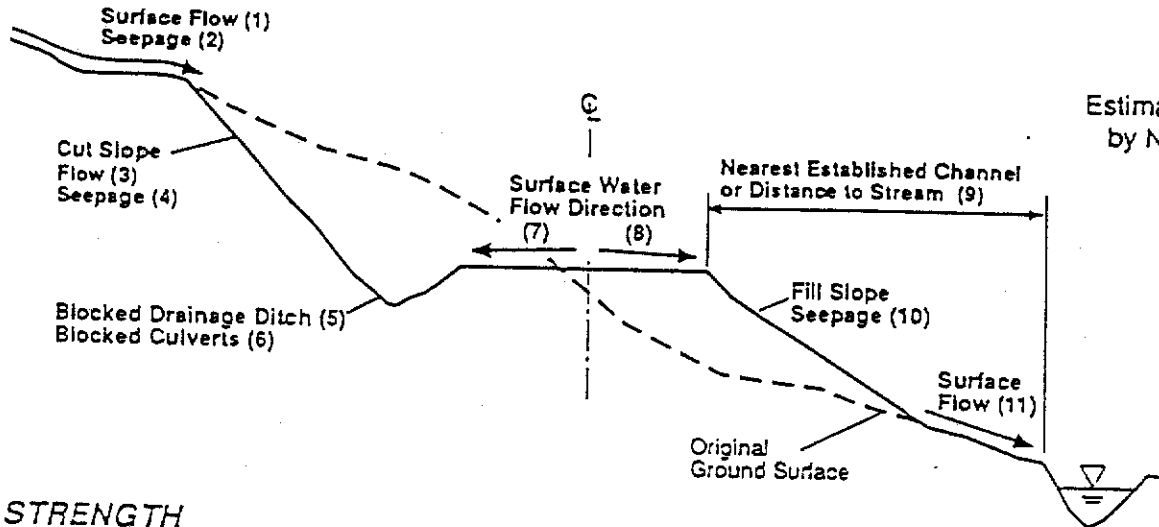 Surface Flow (1)
Seepage (2)
℄
Estima
by N
Cut Slope
Flow (3)
Seepage (4)
Surface Water
Flow Direction
(7) (8)
Nearest Established Channel
or Distance to Stream (9)
Blocked Drainage Ditch (5)
Blocked Culverts (6)
Fill Slope
Seepage (10)
Surface
Flow (11)
Original
Ground Surface
STRENGTH